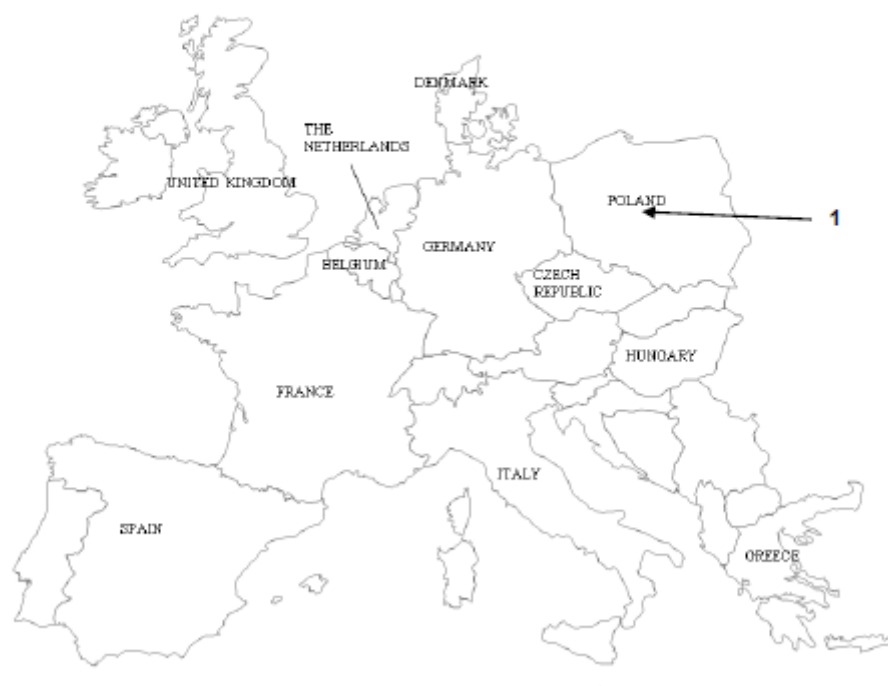 DENMARK
THE
NETHERLANDS
UNITED KINGDOM
POLAND
1
GERMANY
BELGIUM
CZECH
REPUBLIC
HUNGARY
FRANCE
ITALY
SPAIN
GREECE